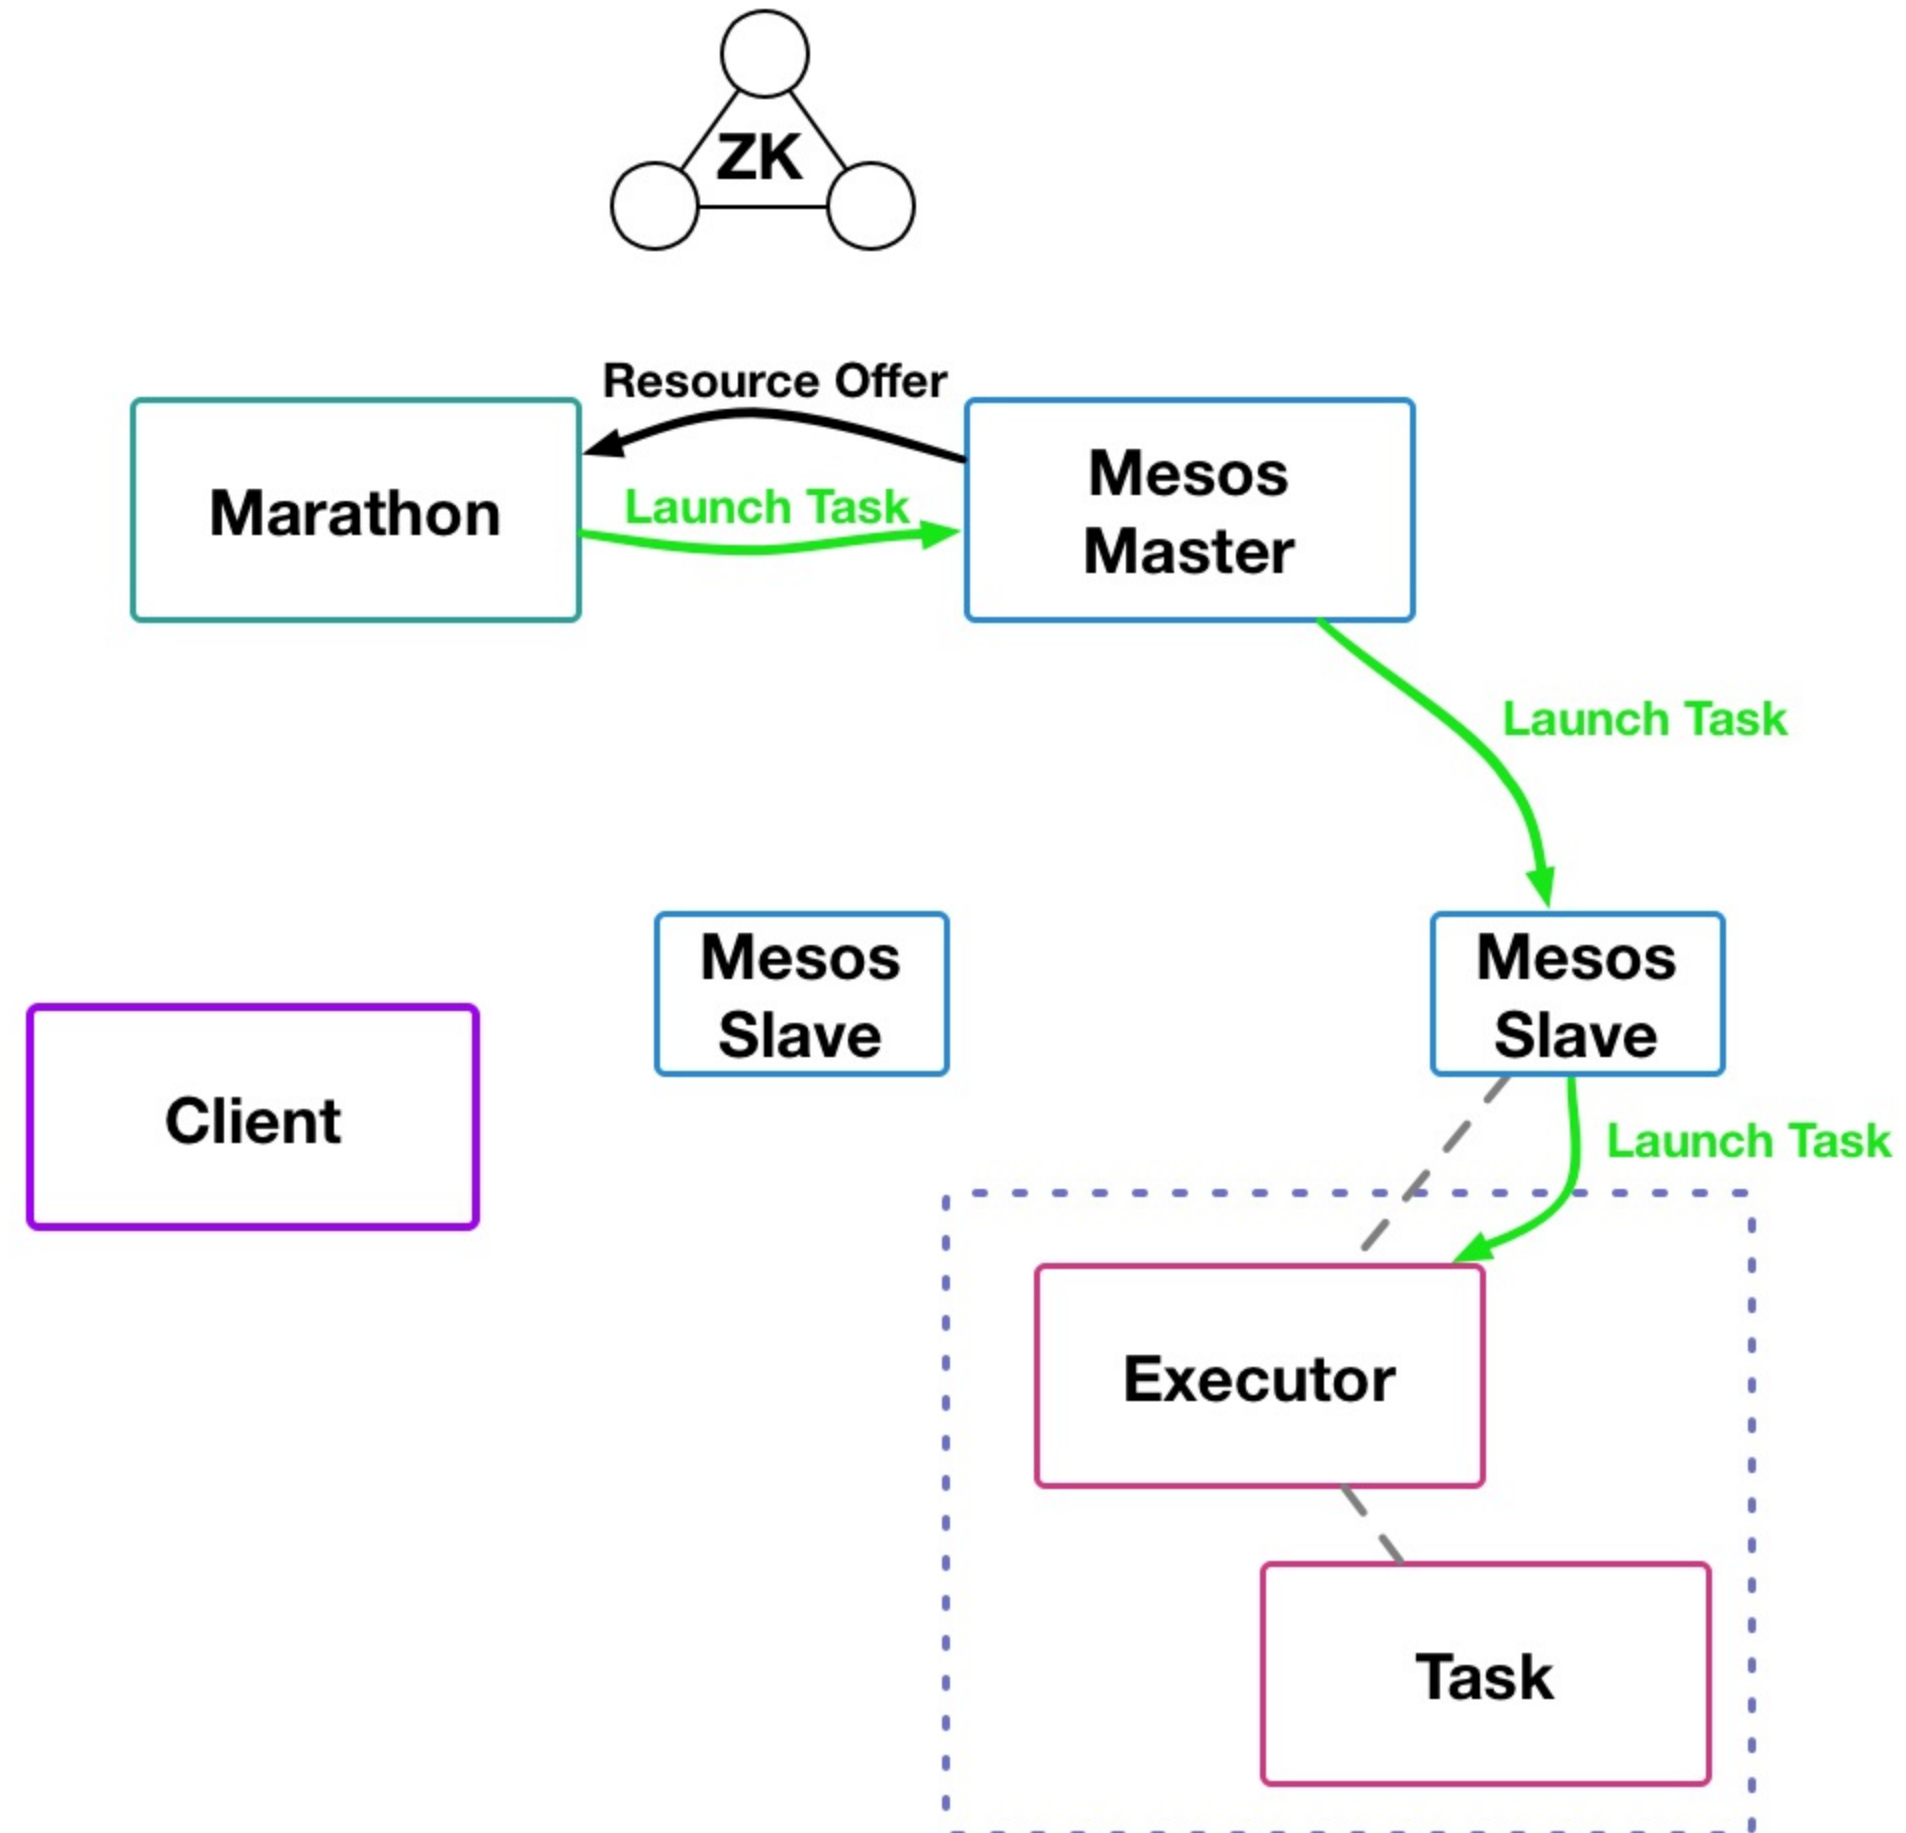 ZK
Resource Offer
Marathon
Launch Task
Mesos
Master
Launch Task
Mesos
Slave
Mesos
Slave
Client
Launch Task
Executor
Task